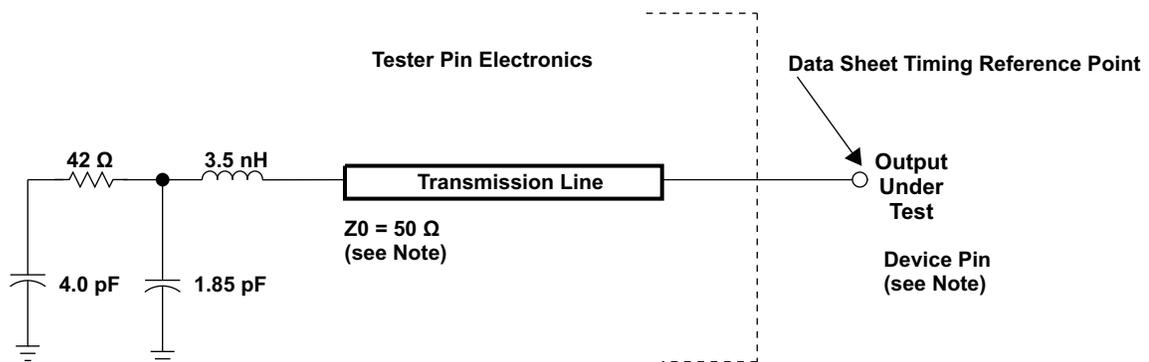 Tester Pin Electronics
Data Sheet Timing Reference Point
42 Ω
3.5 nH
Transmission Line
Output
Under
Test
Z0 = 50 Ω
(see Note)
Device Pin
(see Note)
4.0 pF
1.85 pF